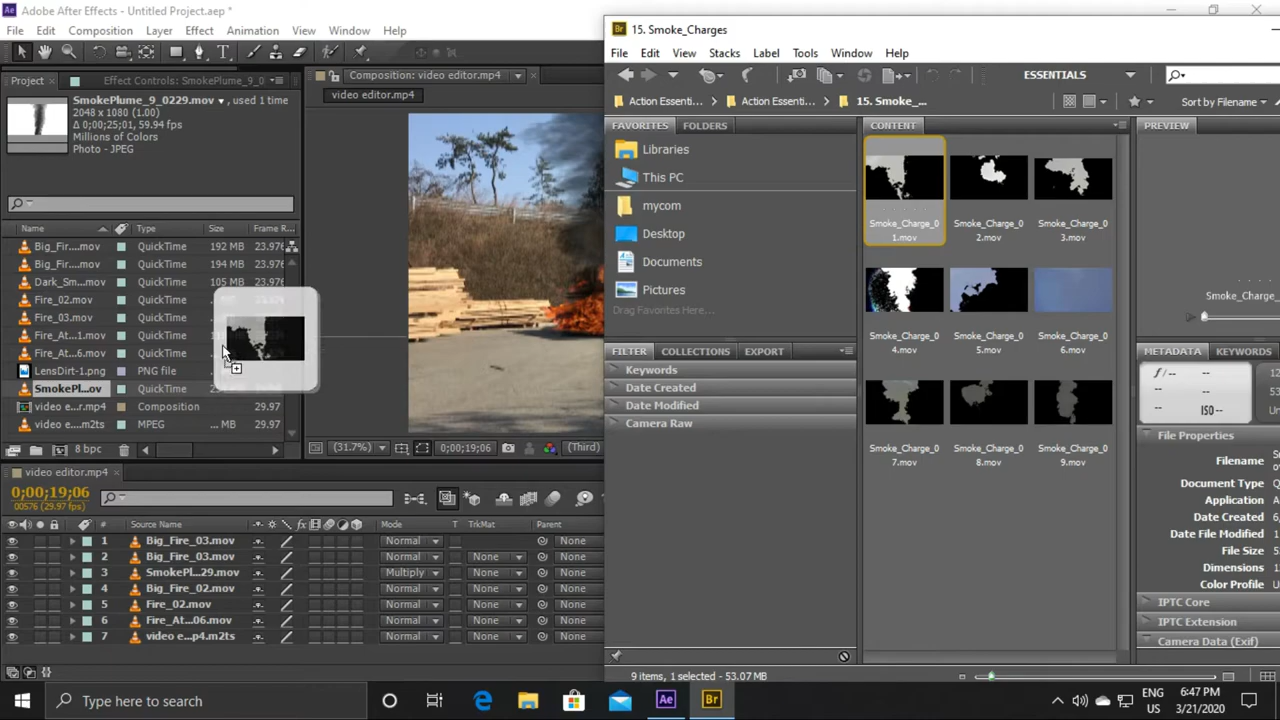 Adobe After Effects - Untitled Project.aep *
File Edit Composition Layer Effect Animation View Window Help
Project Effect Controls: SmokePlume_9_0
SmokePlume_9_0229.mov , used 1 time
2048 x 1080 (1.00)
Δ 0;00;25;01, 59.94 fps
Millions of Colors
Photo - JPEG
Name Type Size Frame R...
Big_Fir....mov QuickTime 192 MB 23.976
Big_Fir....mov QuickTime 194 MB 23.976
Dark_Sm....mov QuickTime 105 MB 23.976
Fire_02.mov QuickTime 23.976
Fire_03.mov QuickTime 23.976
Fire_At...1.mov QuickTime 23.976
Fire_At...6.mov QuickTime 23.976
LensDirt-1.png PNG file
SmokePl...ov QuickTime
video e...r.mp4 Composition 29.97
video e....m2ts MPEG ... MB 29.97
8 bpc
Composition: video editor.mp4
video editor.mp4
(31.7%) 0;00;19;06 (Third)
video editor.mp4
0;00;19;06
00576 (29.97 fps)
# Source Name Mode T TrkMat Parent
1 Big_Fire_03.mov Normal None
2 Big_Fire_03.mov Normal None None
3 SmokePl...29.mov Multiply None None
4 Big_Fire_02.mov Normal None None
5 Fire_02.mov Normal None None
6 Fire_At...06.mov Normal None None
7 video e...p4.m2ts Normal None None
Br 15. Smoke_Charges
File Edit View Stacks Label Tools Window Help
ESSENTIALS
Action Essenti... Action Essenti... 15. Smoke_... Sort by Filename
FAVORITES FOLDERS
Libraries
This PC
mycom
Desktop
Documents
Pictures
Drag Favorites Here...
FILTER COLLECTIONS EXPORT
Keywords
Date Created
Date Modified
Camera Raw
CONTENT
Smoke_Charge_0 Smoke_Charge_0 Smoke_Charge_0
1.mov 2.mov 3.mov
Smoke_Charge_0 Smoke_Charge_0 Smoke_Charge_0
4.mov 5.mov 6.mov
Smoke_Charge_0 Smoke_Charge_0 Smoke_Charge_0
7.mov 8.mov 9.mov
PREVIEW
Smoke_Charge_
METADATA KEYWORDS
f/-- --
-- --
ISO--
File Properties
Filename
Document Type
Application
Date Created
Date File Modified
File Size
Dimensions
Color Profile
IPTC Core
IPTC Extension
Camera Data (Exif)
9 items, 1 selected - 53.07 MB
Type here to search
Ae Br
ENG 6:47 PM
US 3/21/2020